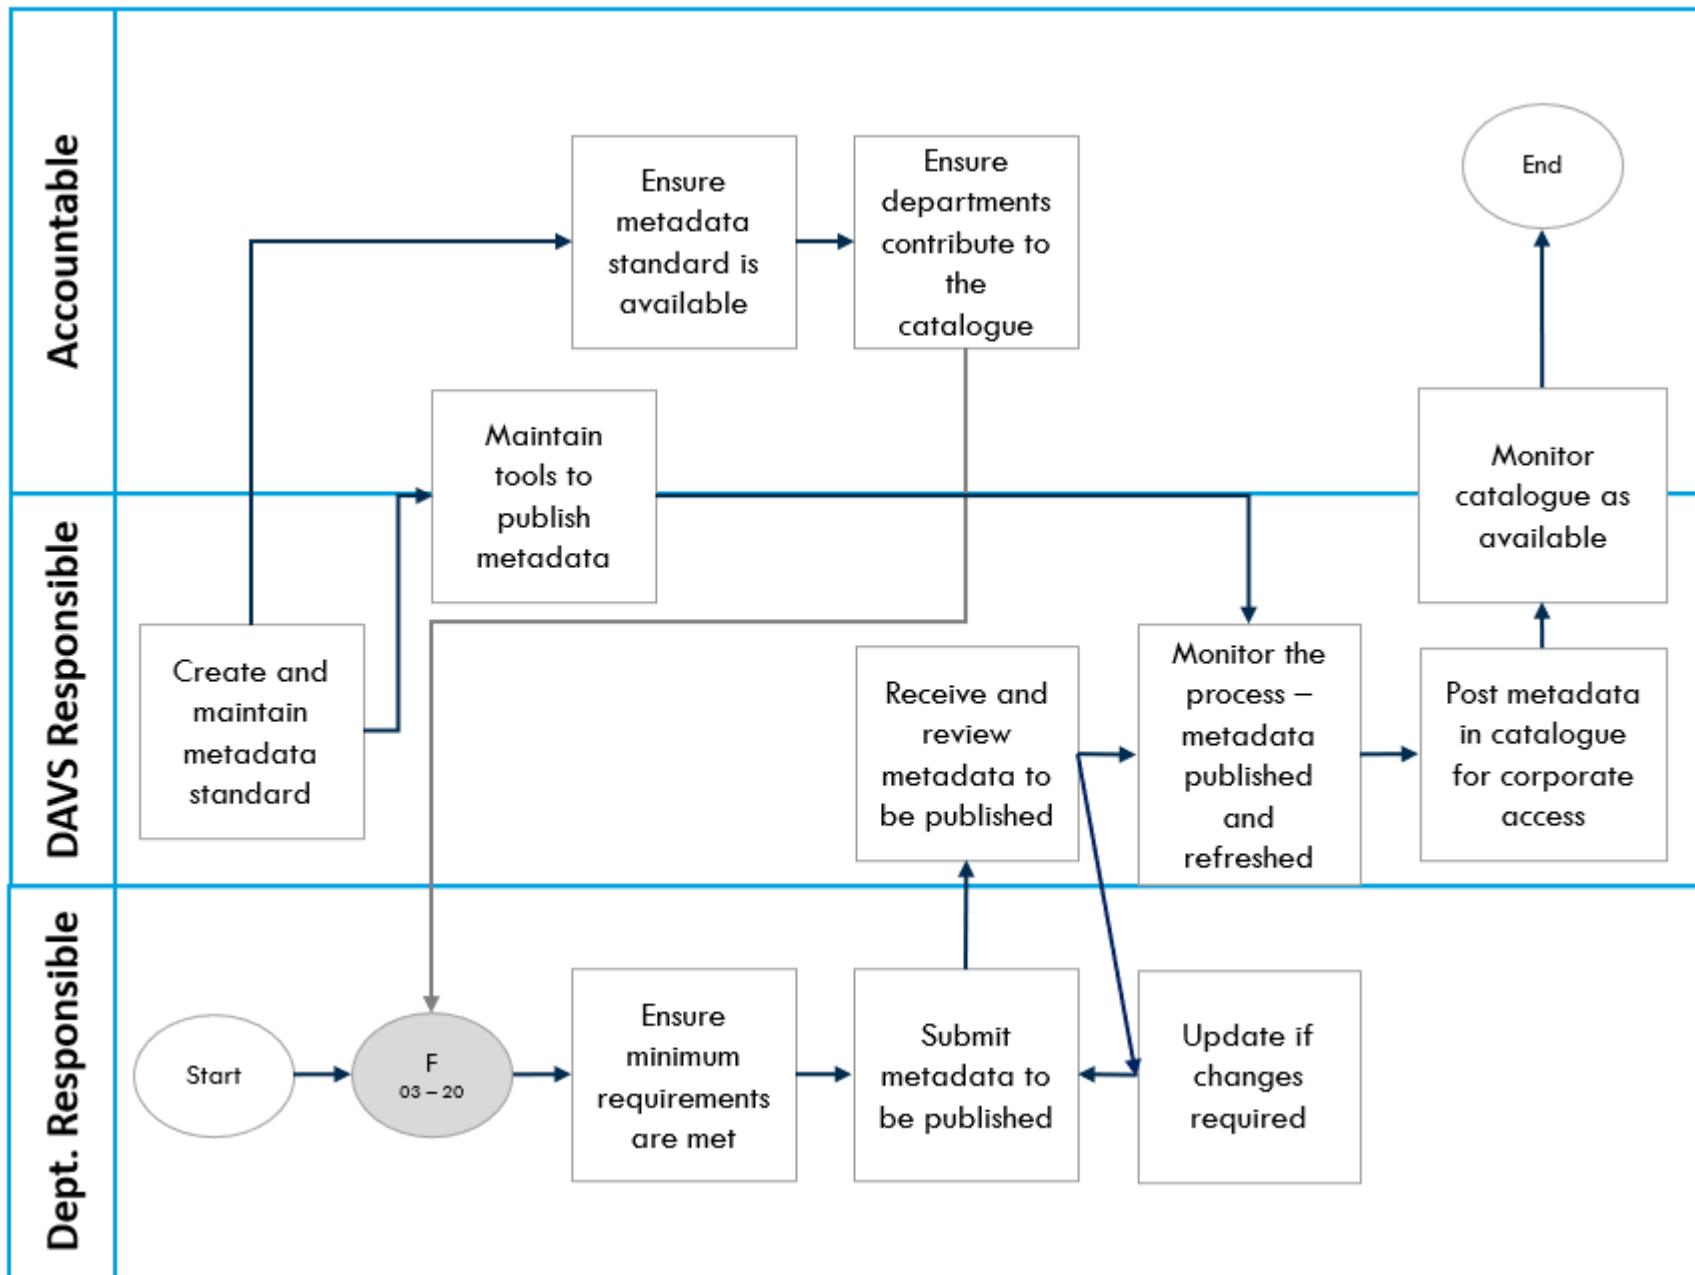 Accountable
Ensure
metadata
standard is
available
Ensure
departments
contribute to
the
catalogue
End
Maintain
tools to
publish
metadata
Monitor
catalogue as
available
DAVS Responsible
Create and
maintain
metadata
standard
Receive and
review
metadata to
be published
Monitor the
process –
metadata
published
and
refreshed
Post metadata
in catalogue
for corporate
access
Dept. Responsible
Start
F
03 – 20
Ensure
minimum
requirements
are met
Submit
metadata to
be published
Update if
changes
required